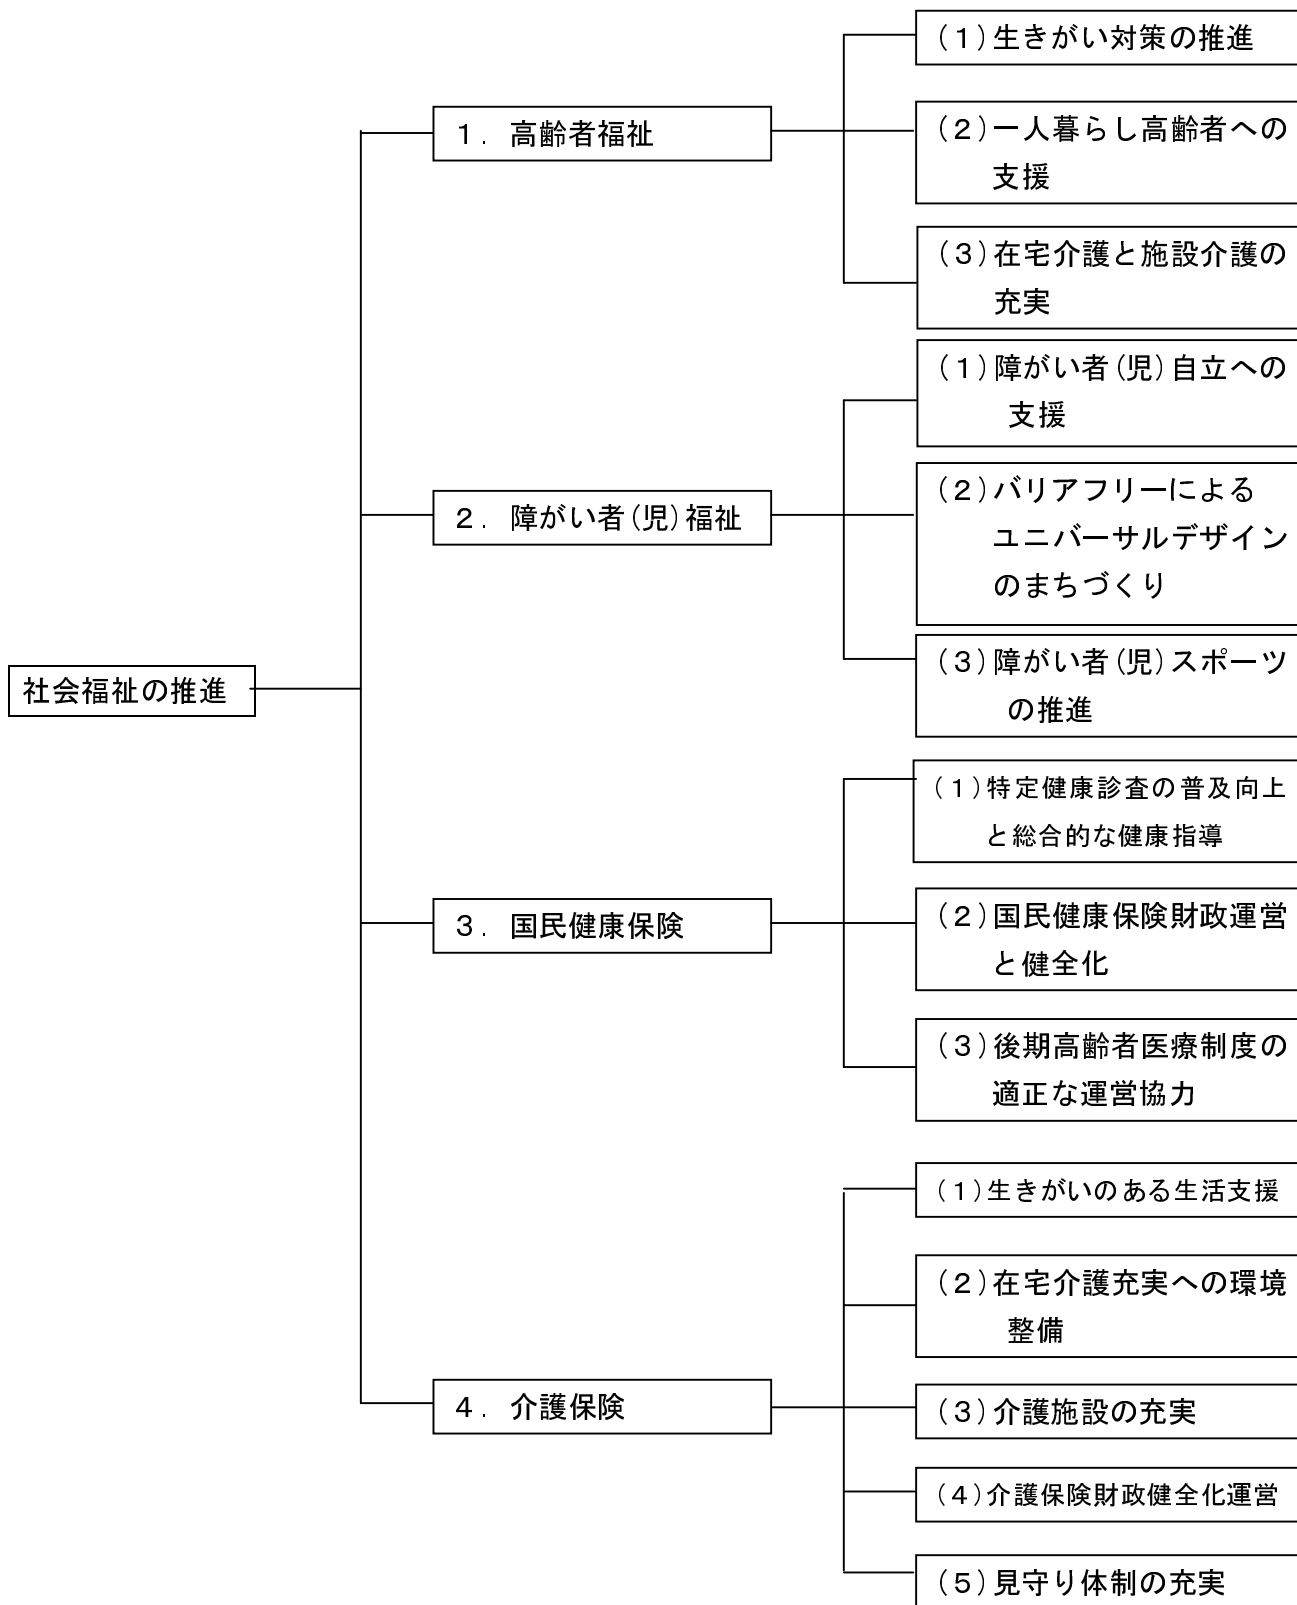 社会福祉の推進
１．高齢者福祉
（１）生きがい対策の推進
（２）一人暮らし高齢者への
支援
（３）在宅介護と施設介護の
充実
２．障がい者（児）福祉
（１）障がい者（児）自立への
支援
（２）バリアフリーによる
ユニバーサルデザイン
のまちづくり
（３）障がい者（児）スポーツ
の推進
３．国民健康保険
（１）特定健康診査の普及向上
と総合的な健康指導
（２）国民健康保険財政運営
と健全化
（３）後期高齢者医療制度の
適正な運営協力
４．介護保険
（１）生きがいのある生活支援
（２）在宅介護充実への環境
整備
（３）介護施設の充実
（４）介護保険財政健全化運営
（５）見守り体制の充実